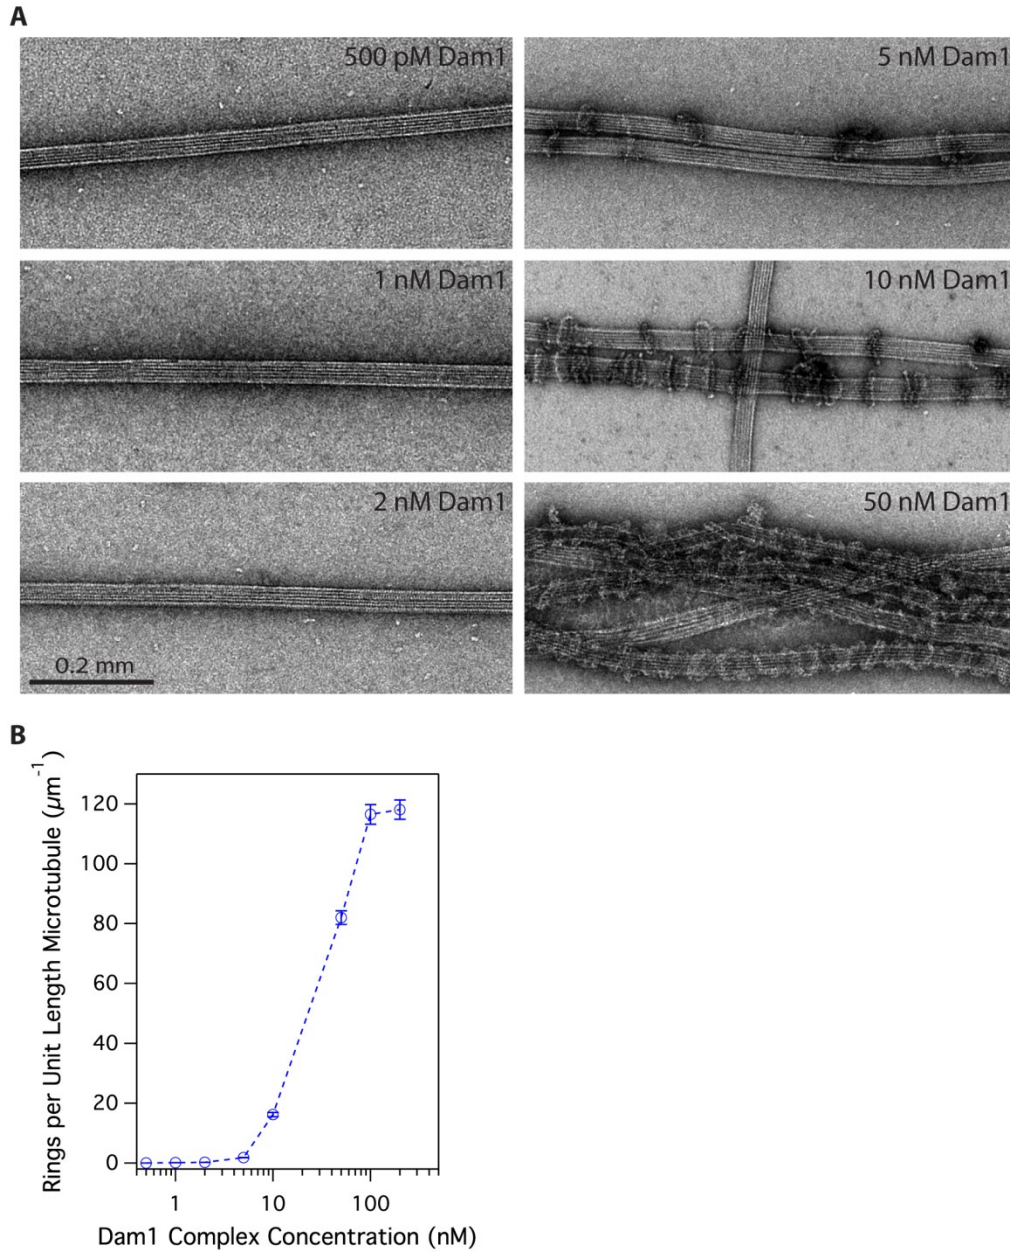 A
500 pM Dam1
5 nM Dam1
1 nM Dam1
10 nM Dam1
2 nM Dam1
50 nM Dam1
0.2 mm
B
Rings per Unit Length Microtubule (µm⁻¹)
120
100
80
60
40
20
0
1 10 100
Dam1 Complex Concentration (nM)